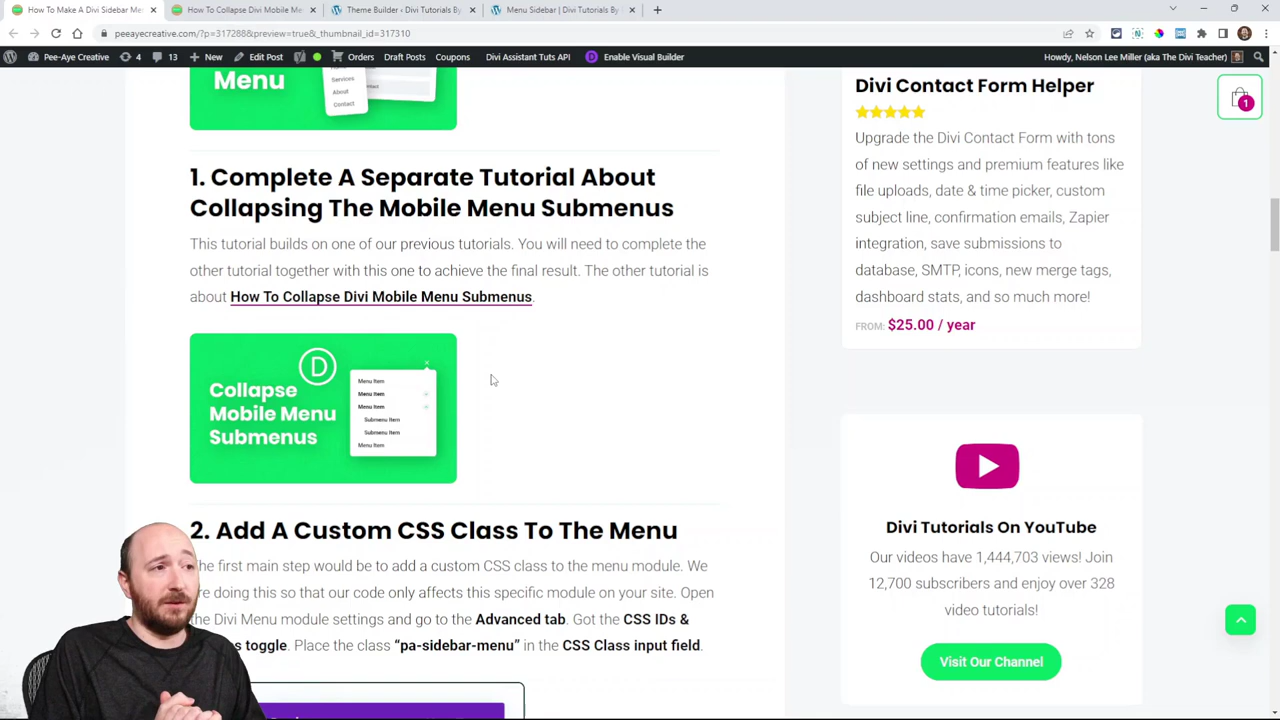 How To Make A Divi Sidebar Mer
How To Collapse Divi Mobile Me
Theme Builder ‹ Divi Tutorials By
Menu Sidebar | Divi Tutorials By
peeayecreative.com/?p=317288&preview=true&_thumbnail_id=317310
Pee-Aye Creative
4
13
New
Edit Post
Orders
Draft Posts
Coupons
Divi Assistant Tuts API
Enable Visual Builder
Howdy, Nelson Lee Miller (aka The Divi Teacher)
Menu
Services
About
Contact
1. Complete A Separate Tutorial About
Collapsing The Mobile Menu Submenus
This tutorial builds on one of our previous tutorials. You will need to complete the
other tutorial together with this one to achieve the final result. The other tutorial is
about How To Collapse Divi Mobile Menu Submenus.
D
Collapse
Mobile Menu
Submenus
Menu Item
Menu Item
Menu Item
Submenu Item
Submenu Item
Menu Item
2. Add A Custom CSS Class To The Menu
The first main step would be to add a custom CSS class to the menu module. We
re doing this so that our code only affects this specific module on your site. Open
the Divi Menu module settings and go to the Advanced tab. Got the CSS IDs &
s toggle. Place the class “pa-sidebar-menu” in the CSS Class input field.
Divi Contact Form Helper
Upgrade the Divi Contact Form with tons
of new settings and premium features like
file uploads, date & time picker, custom
subject line, confirmation emails, Zapier
integration, save submissions to
database, SMTP, icons, new merge tags,
dashboard stats, and so much more!
FROM: $25.00 / year
1
Divi Tutorials On YouTube
Our videos have 1,444,703 views! Join
12,700 subscribers and enjoy over 328
video tutorials!
Visit Our Channel